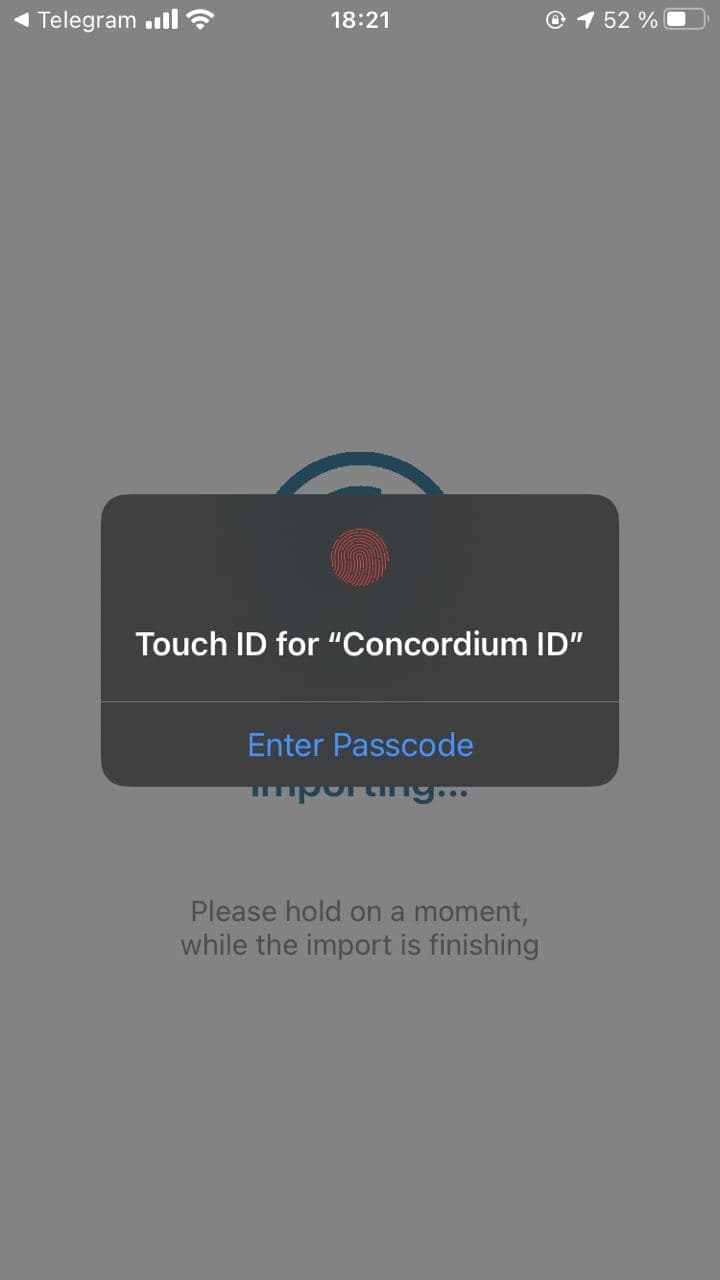 Telegram 18:21 52 %
Touch ID for “Concordium ID”
Enter Passcode
Importing...
Please hold on a moment,
while the import is finishing